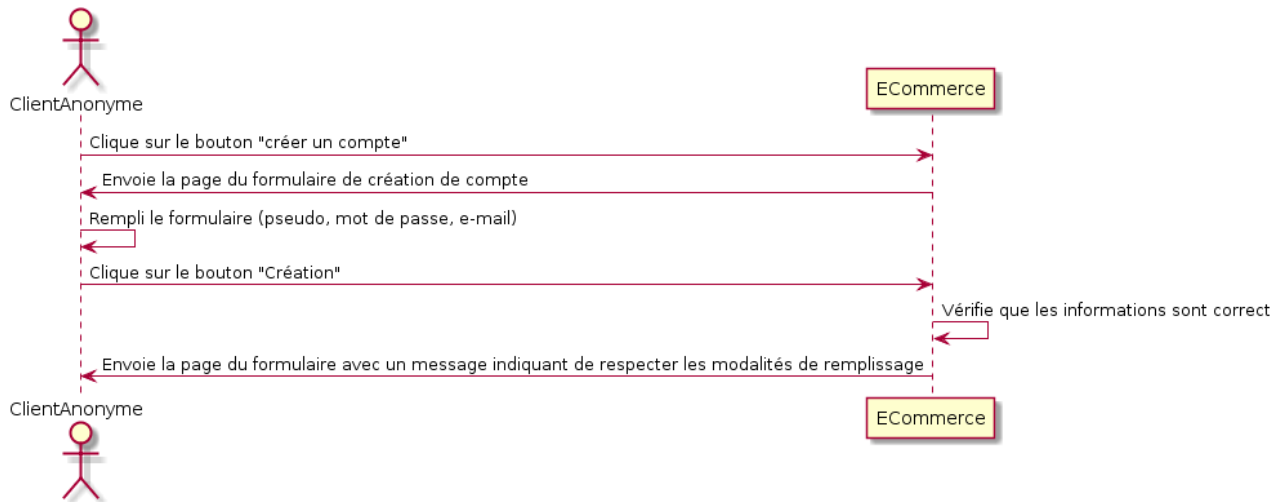 ClientAnonyme
ECommerce
Clique sur le bouton "créer un compte"
Envoie la page du formulaire de création de compte
Rempli le formulaire (pseudo, mot de passe, e-mail)
Clique sur le bouton "Création"
Vérifie que les informations sont correct
Envoie la page du formulaire avec un message indiquant de respecter les modalités de remplissage
ClientAnonyme
ECommerce